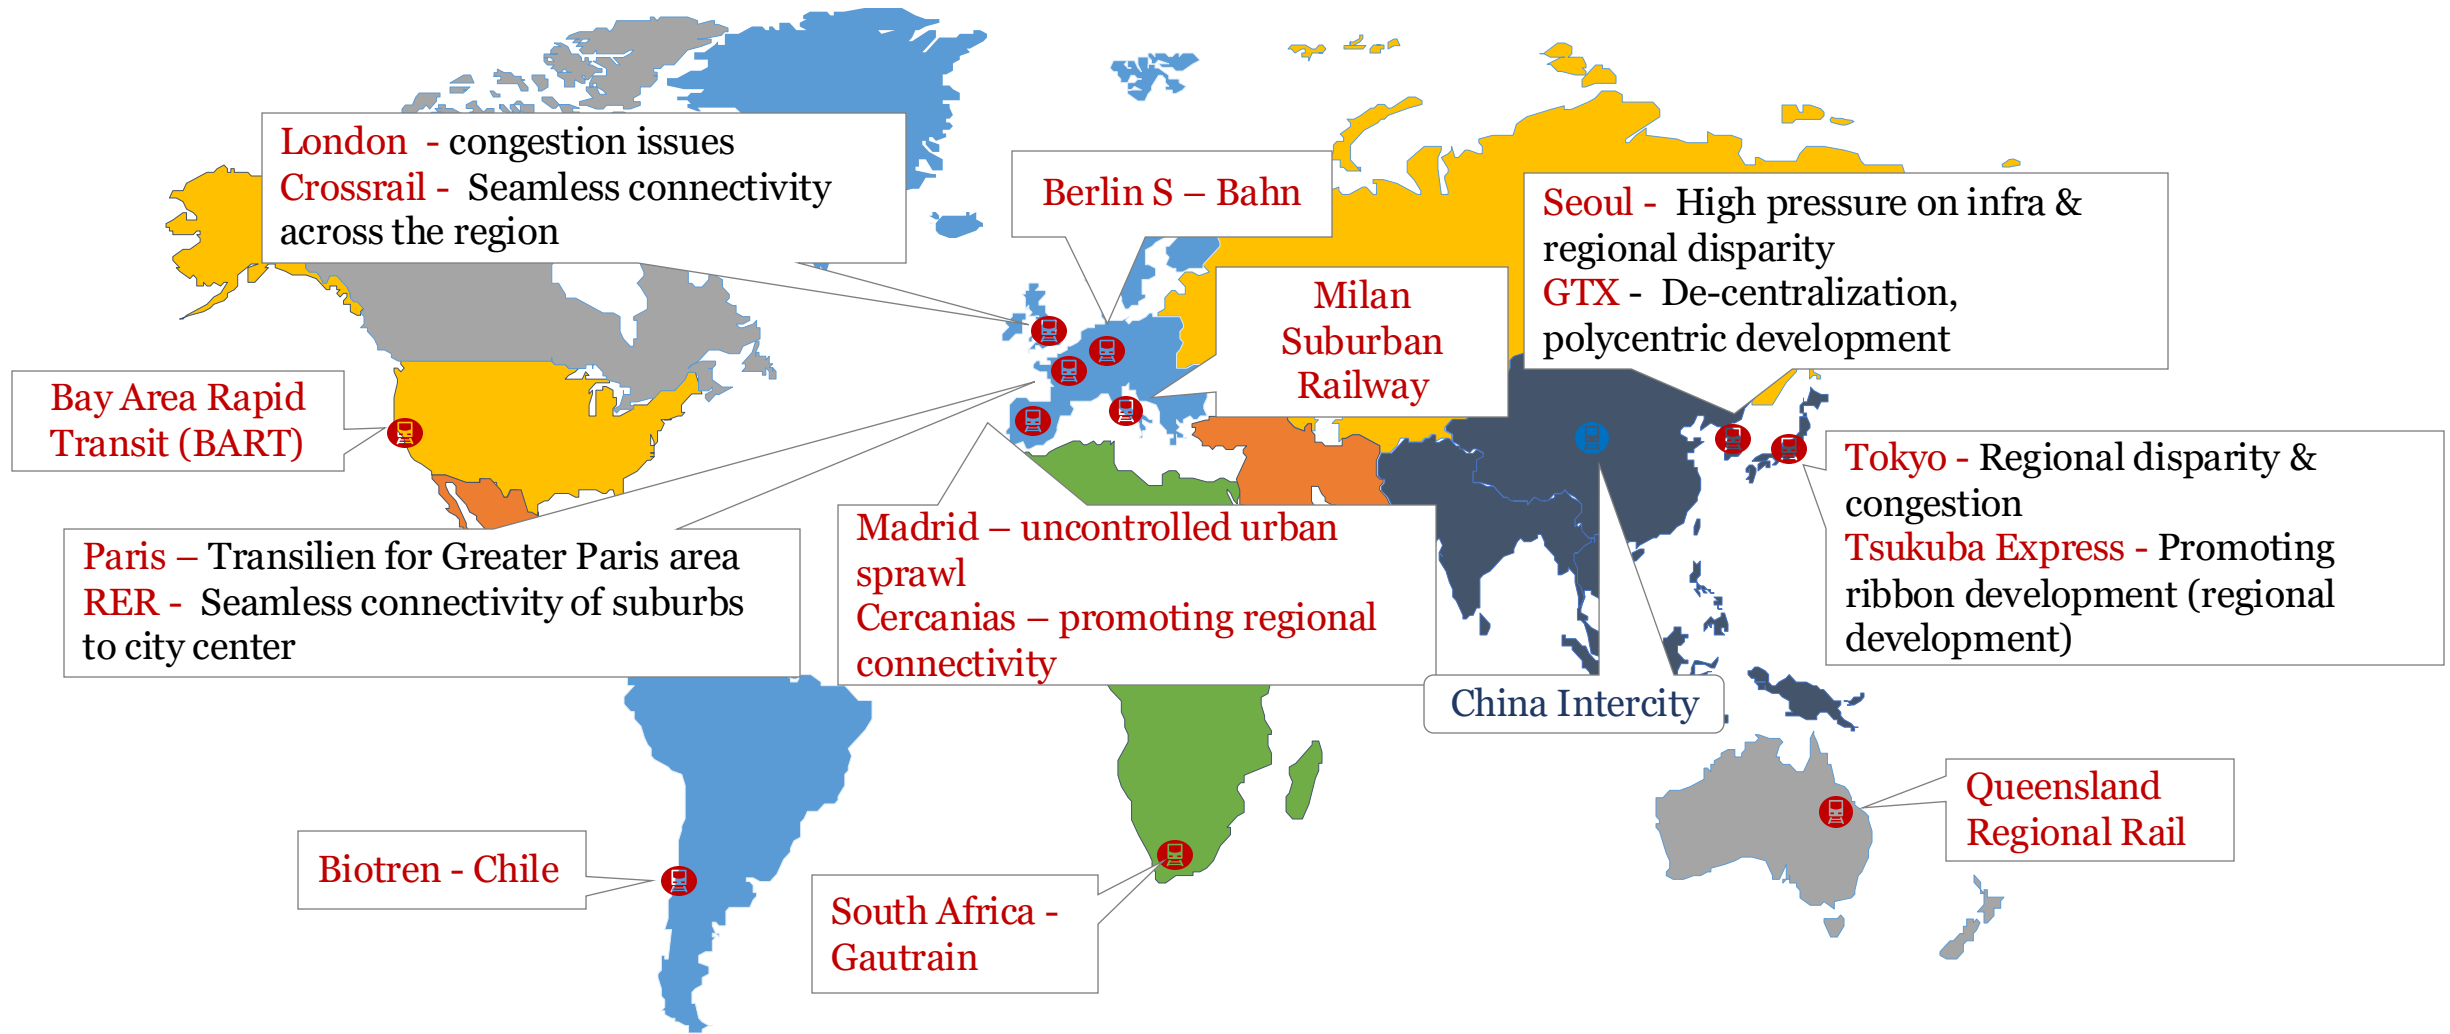 London - congestion issues
Crossrail - Seamless connectivity
across the region
Berlin S – Bahn
Seoul - High pressure on infra &
regional disparity
GTX - De-centralization,
polycentric development
Milan
Suburban
Railway
Bay Area Rapid
Transit (BART)
Tokyo - Regional disparity &
congestion
Tsukuba Express - Promoting
ribbon development (regional
development)
Paris – Transilien for Greater Paris area
RER - Seamless connectivity of suburbs
to city center
Madrid – uncontrolled urban
sprawl
Cercanias – promoting regional
connectivity
China Intercity
Queensland
Regional Rail
Biotren - Chile
South Africa -
Gautrain